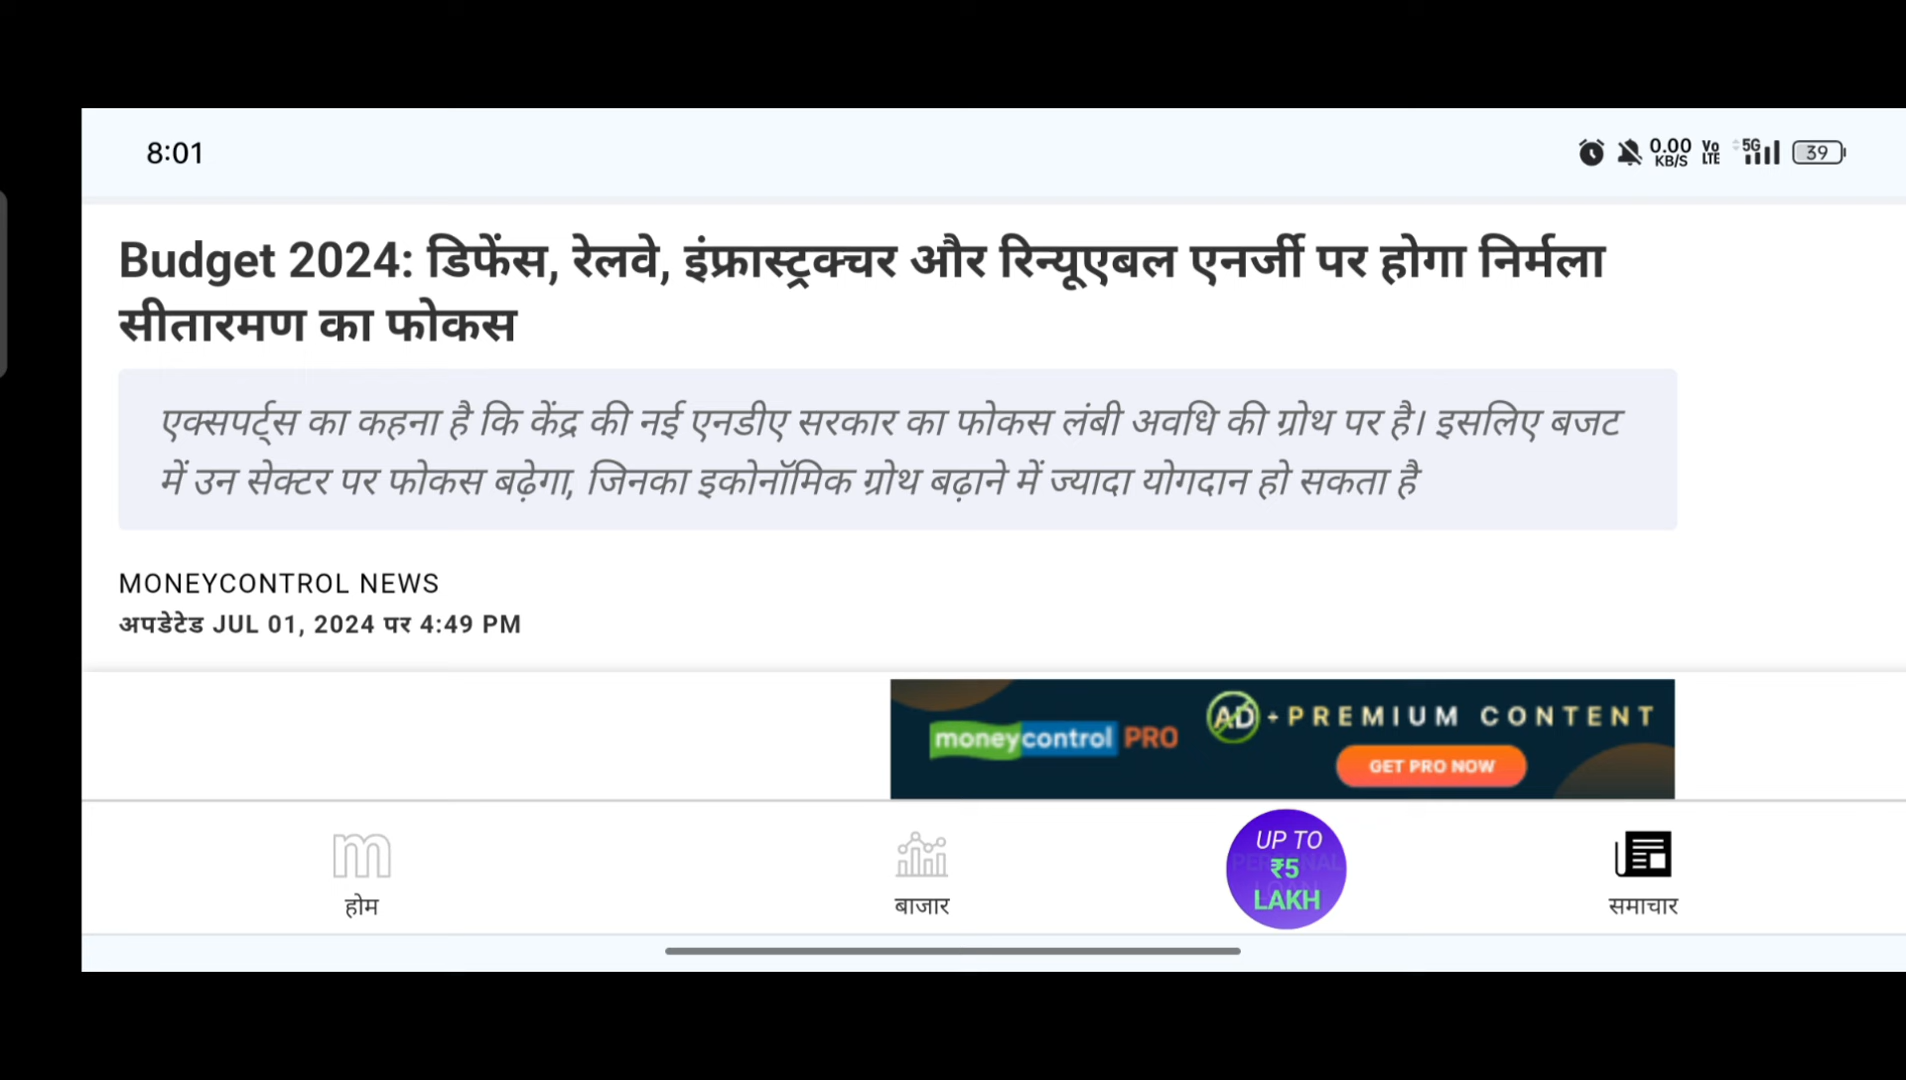 8:01
0.00 KB/S Vo LTE 5G 39
Budget 2024: डिफेंस, रेलवे, इंफ्रास्ट्रक्चर और रिन्यूएबल एनर्जी पर होगा निर्मला
सीतारमण का फोकस
एक्सपर्ट्स का कहना है कि केंद्र की नई एनडीए सरकार का फोकस लंबी अवधि की ग्रोथ पर है। इसलिए बजट
में उन सेक्टर पर फोकस बढ़ेगा, जिनका इकोनॉमिक ग्रोथ बढ़ाने में ज्यादा योगदान हो सकता है
MONEYCONTROL NEWS
अपडेटेड JUL 01, 2024 पर 4:49 PM
moneycontrol PRO
AD + PREMIUM CONTENT
GET PRO NOW
m
होम
बाजार
UP TO
₹5
LAKH
PERSONAL
LOAN
समाचार